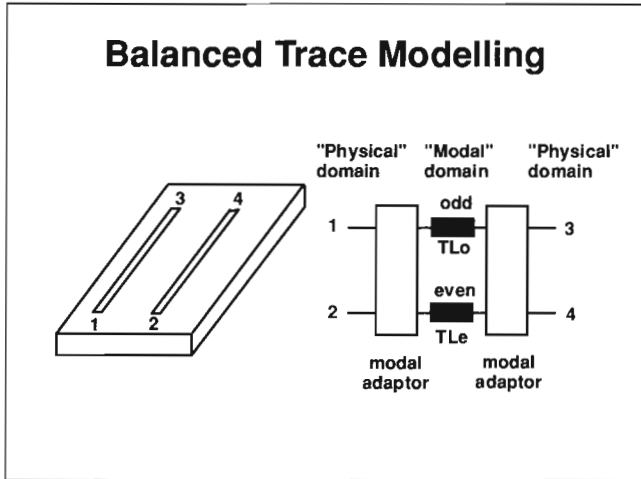 Balanced Trace Modelling
"Physical" "Modal" "Physical"
domain domain domain
3 4
1 2
odd
1 3
TLo
even
2 4
TLe
modal modal
adaptor adaptor